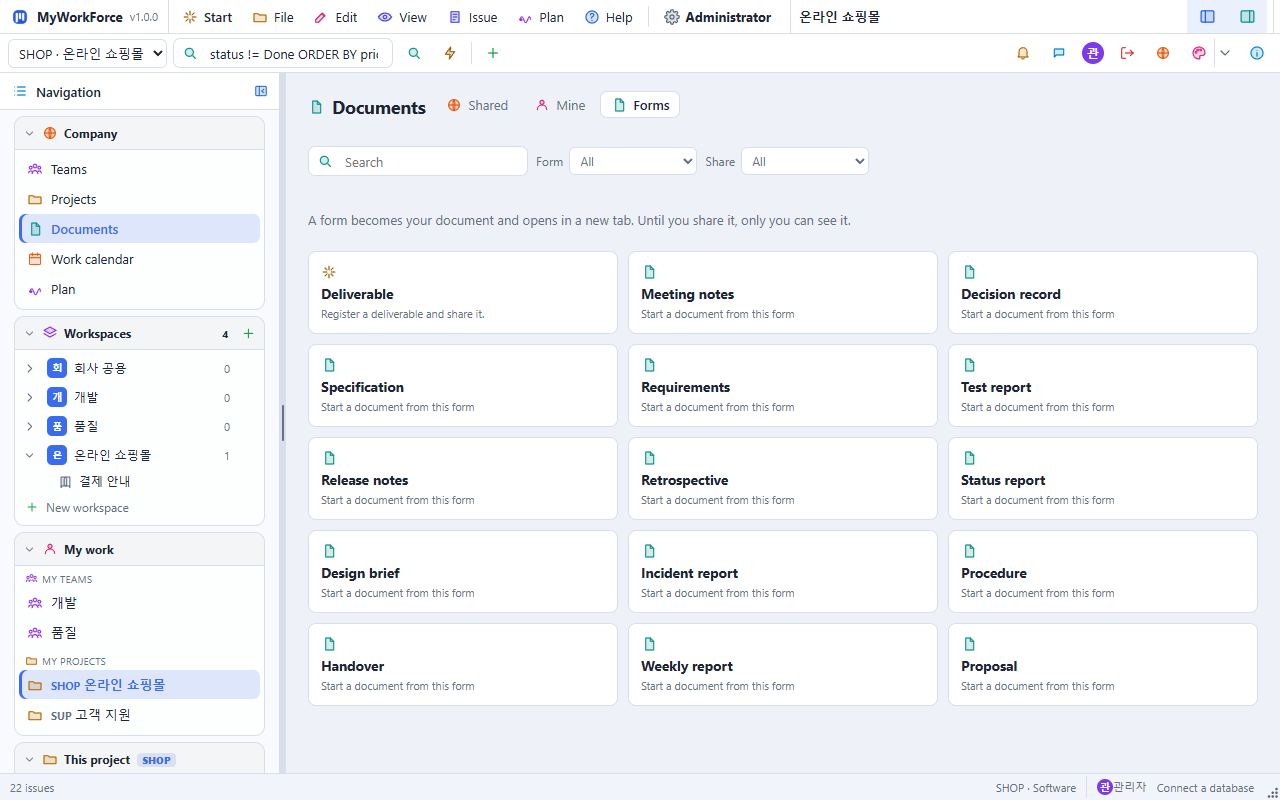 MyWorkForce v1.0.0 Start File Edit View Issue Plan Help Administrator 온라인 쇼핑몰
SHOP · 온라인 쇼핑몰 status != Done ORDER BY pric 관
Navigation
Company
Teams
Projects
Documents
Work calendar
Plan
Workspaces 4
회 회사 공용 0
개 개발 0
품 품질 0
온 온라인 쇼핑몰 1
결제 안내
New workspace
My work
MY TEAMS
개발
품질
MY PROJECTS
SHOP 온라인 쇼핑몰
SUP 고객 지원
This project SHOP
Documents Shared Mine Forms
Search Form All Share All
A form becomes your document and opens in a new tab. Until you share it, only you can see it.
Deliverable
Register a deliverable and share it.
Meeting notes
Start a document from this form
Decision record
Start a document from this form
Specification
Start a document from this form
Requirements
Start a document from this form
Test report
Start a document from this form
Release notes
Start a document from this form
Retrospective
Start a document from this form
Status report
Start a document from this form
Design brief
Start a document from this form
Incident report
Start a document from this form
Procedure
Start a document from this form
Handover
Start a document from this form
Weekly report
Start a document from this form
Proposal
Start a document from this form
22 issues SHOP · Software 관 관리자 Connect a database